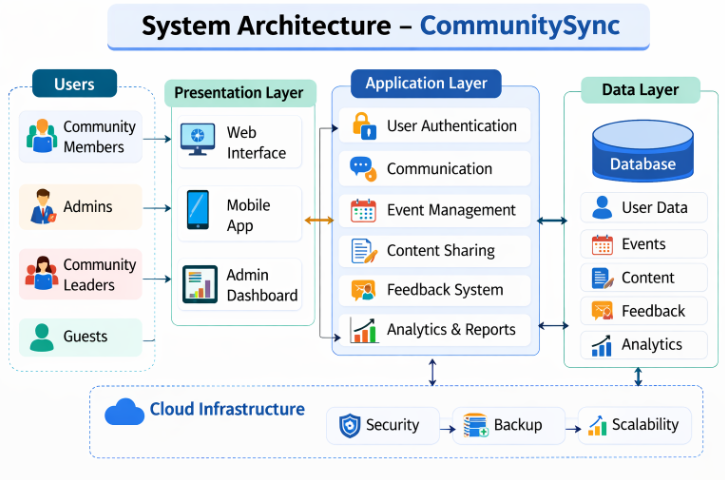 System Architecture – CommunitySync
Users
Community
Members
Admins
Community
Leaders
Guests
Presentation Layer
Web
Interface
Mobile
App
Admin
Dashboard
Application Layer
User Authentication
Communication
Event Management
Content Sharing
Feedback System
Analytics & Reports
Data Layer
Database
User Data
Events
Content
Feedback
Analytics
Cloud Infrastructure
Security
Backup
Scalability